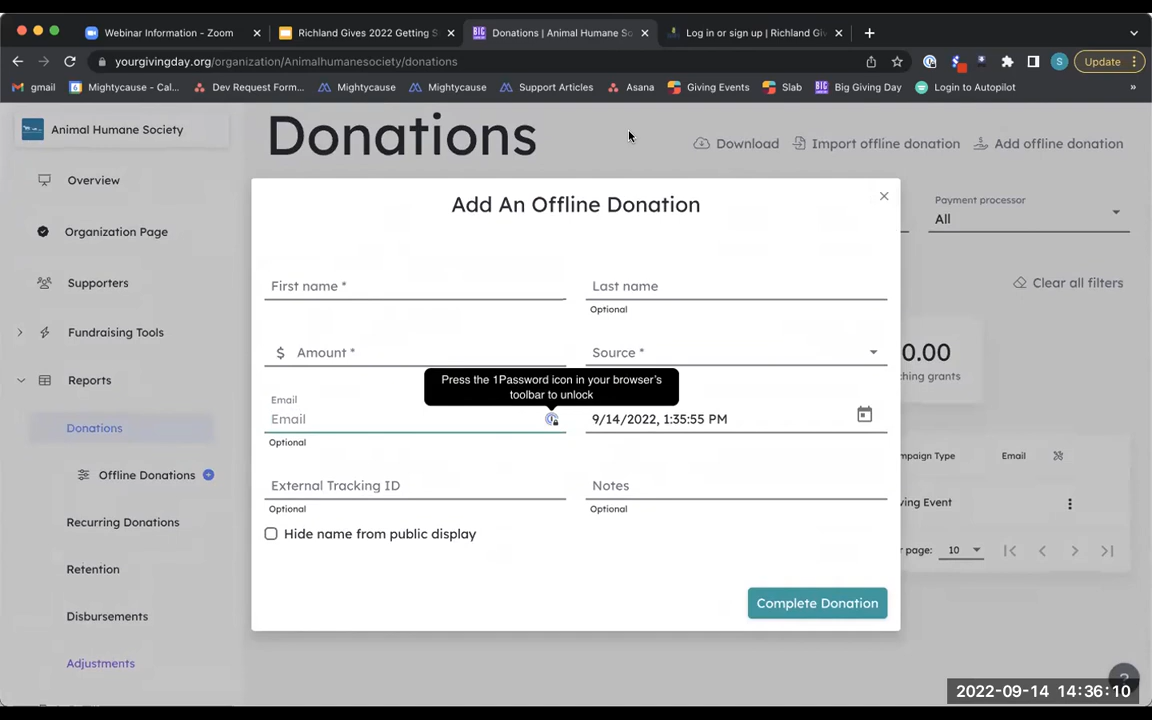 Webinar Information - Zoom
Richland Gives 2022 Getting S
Donations | Animal Humane So
Log in or sign up | Richland Giv
yourgivingday.org/organization/Animalhumanesociety/donations
S
Update
gmail
Mightycause - Cal...
Dev Request Form...
Mightycause
Mightycause
Support Articles
Asana
Giving Events
Slab
Big Giving Day
Login to Autopilot
»
Animal Humane Society
Donations
Download
Import offline donation
Add offline donation
Overview
Organization Page
Supporters
Fundraising Tools
Reports
Donations
Offline Donations
Recurring Donations
Retention
Disbursements
Adjustments
Payment processor
All
Clear all filters
0.00
ching grants
mpaign Type
Email
ving Event
r page:
10
Add An Offline Donation
First name *
Last name
Optional
$ Amount *
Source *
Press the 1Password icon in your browser's
toolbar to unlock
Email
Email
9/14/2022, 1:35:55 PM
Optional
External Tracking ID
Notes
Optional
Optional
Hide name from public display
Complete Donation
?
2022-09-14 14:36:10